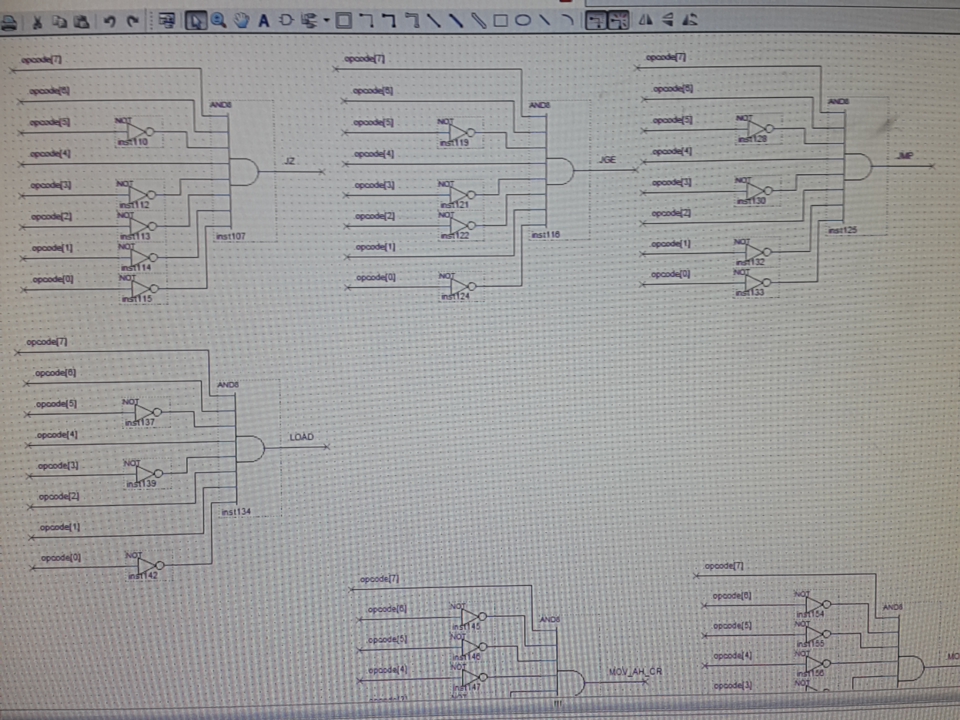 A
opcode[7]
opcode[6]
AND8
opcode[5]
NOT
inst110
opcode[4]
JZ
opcode[3]
NOT
inst112
opcode[2]
NOT
inst113
inst107
opcode[1]
NOT
inst114
opcode[0]
NOT
inst115
opcode[7]
opcode[6]
AND8
opcode[5]
NOT
inst119
opcode[4]
JGE
opcode[3]
NOT
inst121
opcode[2]
NOT
inst122
inst116
opcode[1]
opcode[0]
NOT
inst124
opcode[7]
opcode[6]
AND8
opcode[5]
NOT
inst128
opcode[4]
JMP
opcode[3]
NOT
inst130
opcode[2]
inst125
opcode[1]
NOT
inst132
opcode[0]
NOT
inst133
opcode[7]
opcode[6]
AND8
opcode[5]
NOT
inst137
opcode[4]
LOAD
opcode[3]
NOT
inst139
opcode[2]
inst134
opcode[1]
opcode[0]
NOT
inst142
opcode[7]
opcode[6]
NOT
inst145
AND8
opcode[5]
NOT
inst146
opcode[4]
NOT
inst147
MOV_AH_CR
opcode[7]
opcode[6]
NOT
inst154
AND8
opcode[5]
NOT
inst155
opcode[4]
NOT
inst156
opcode[3]
NOT